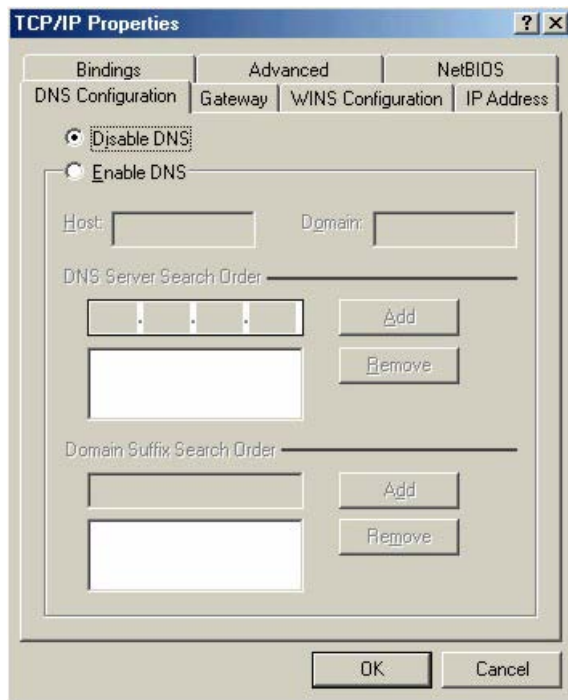 TCP/IP Properties
Bindings Advanced NetBIOS
DNS Configuration Gateway WINS Configuration IP Address
Disable DNS
Enable DNS
Host: Domain:
DNS Server Search Order
. . . Add
Remove
Domain Suffix Search Order
Add
Remove
OK Cancel